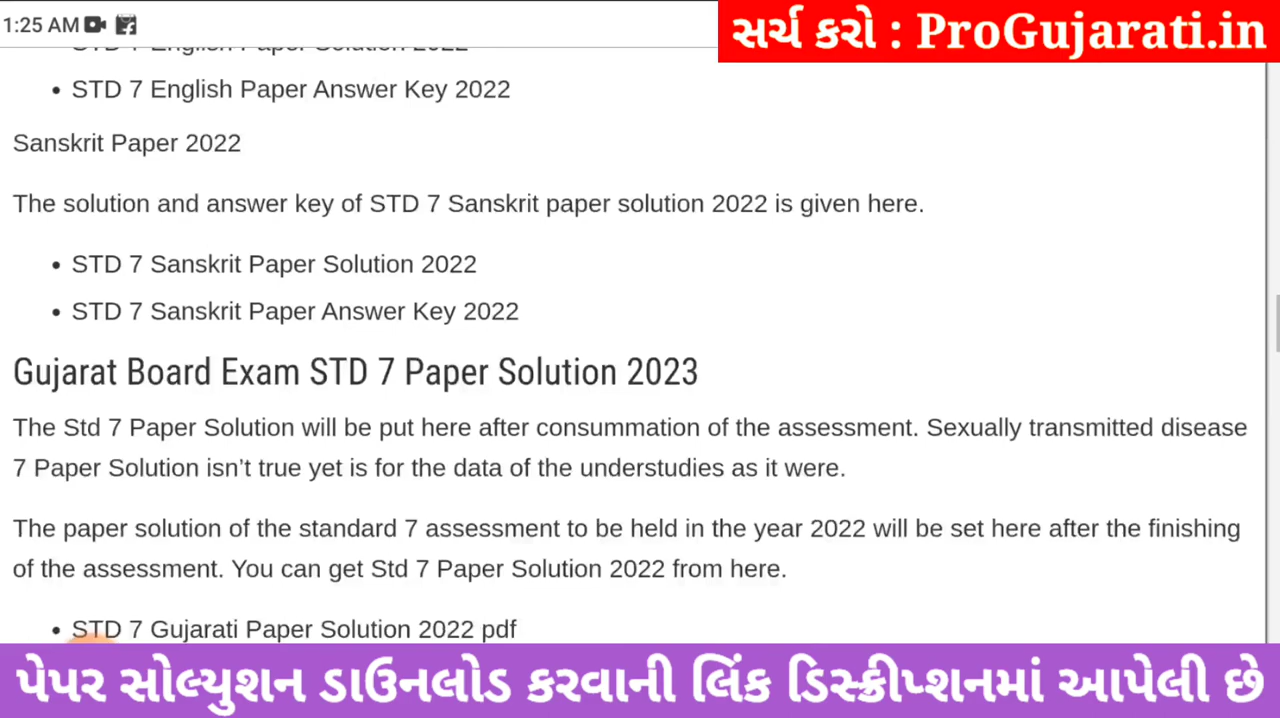 1:25 AM
સર્ચ કરો : ProGujarati.in
STD 7 English Paper Solution 2022
• STD 7 English Paper Answer Key 2022
Sanskrit Paper 2022
The solution and answer key of STD 7 Sanskrit paper solution 2022 is given here.
• STD 7 Sanskrit Paper Solution 2022
• STD 7 Sanskrit Paper Answer Key 2022
Gujarat Board Exam STD 7 Paper Solution 2023
The Std 7 Paper Solution will be put here after consummation of the assessment. Sexually transmitted disease
7 Paper Solution isn’t true yet is for the data of the understudies as it were.
The paper solution of the standard 7 assessment to be held in the year 2022 will be set here after the finishing
of the assessment. You can get Std 7 Paper Solution 2022 from here.
• STD 7 Gujarati Paper Solution 2022 pdf
પેપર સોલ્યુશન ડાઉનલોડ કરવાની લિંક ડિસ્ક્રીપ્શનમાં આપેલી છે